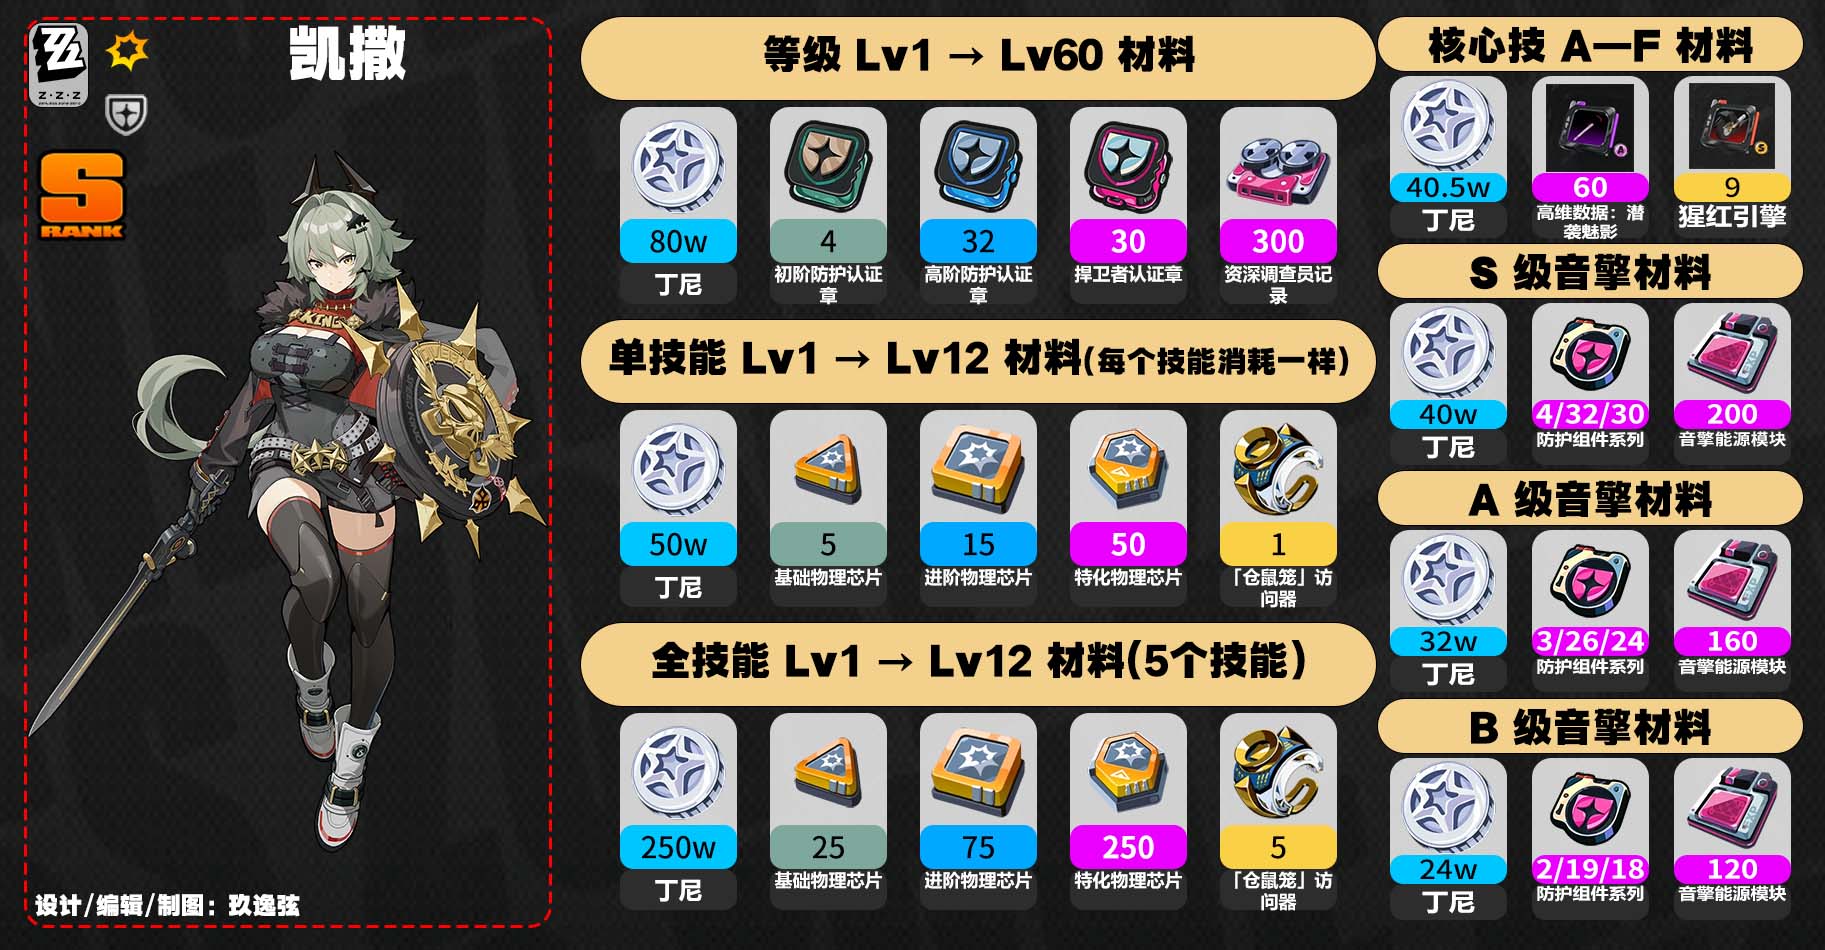 Z·Z·Z
凯撒
S
RANK
KING
设计/编辑/制图：玖逸弦
等级 Lv1 → Lv60 材料
80w
4
32
30
300
丁尼
初阶防护认证
章
高阶防护认证
章
捍卫者认证章
资深调查员记
录
单技能 Lv1 → Lv12 材料(每个技能消耗一样)
50w
5
15
50
1
丁尼
基础物理芯片
进阶物理芯片
特化物理芯片
「仓鼠笼」访
问器
全技能 Lv1 → Lv12 材料(5个技能)
250w
25
75
250
5
丁尼
基础物理芯片
进阶物理芯片
特化物理芯片
「仓鼠笼」访
问器
核心技 A—F 材料
40.5w
60
9
丁尼
高维数据：潜
袭魅影
猩红引擎
S 级音擎材料
40w
4/32/30
200
丁尼
防护组件系列
音擎能源模块
A 级音擎材料
32w
3/26/24
160
丁尼
防护组件系列
音擎能源模块
B 级音擎材料
24w
2/19/18
120
丁尼
防护组件系列
音擎能源模块